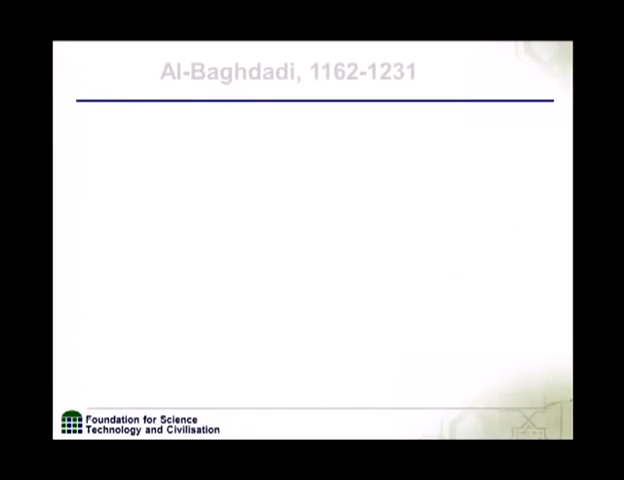 Al-Baghdadi, 1162-1231
Foundation for Science
Technology and Civilisation